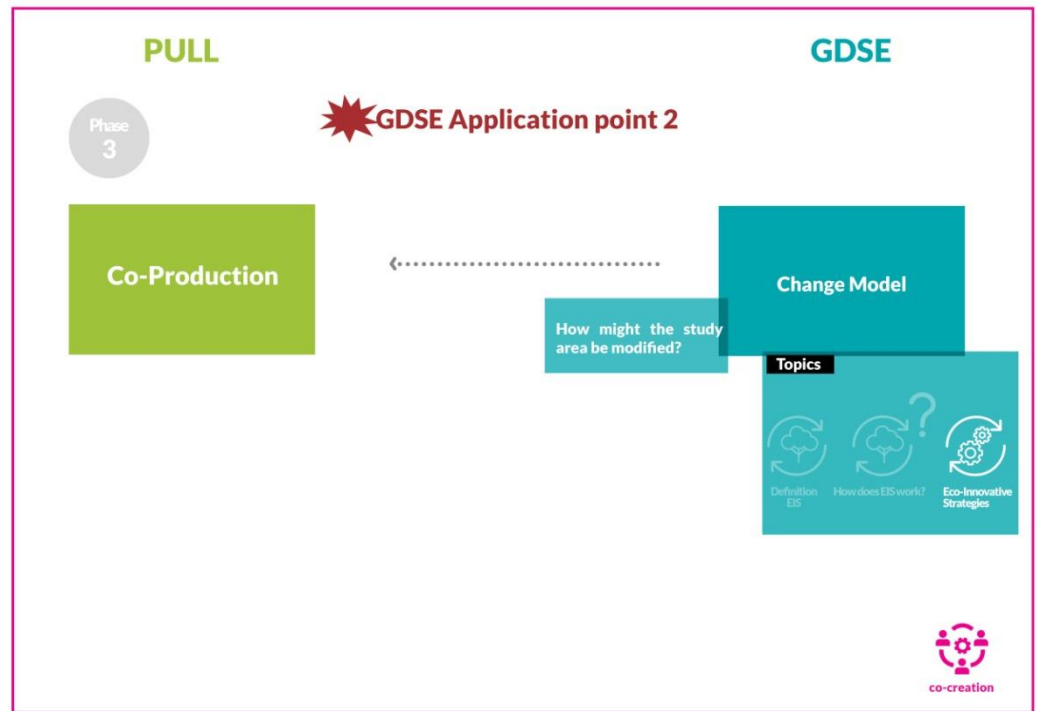 PULL
GDSE
Phase
3
GDSE Application point 2
Co-Production
Change Model
How might the study
area be modified?
Topics
Definition
EIS
How does EIS work?
Eco-Innovative
Strategies
co-creation